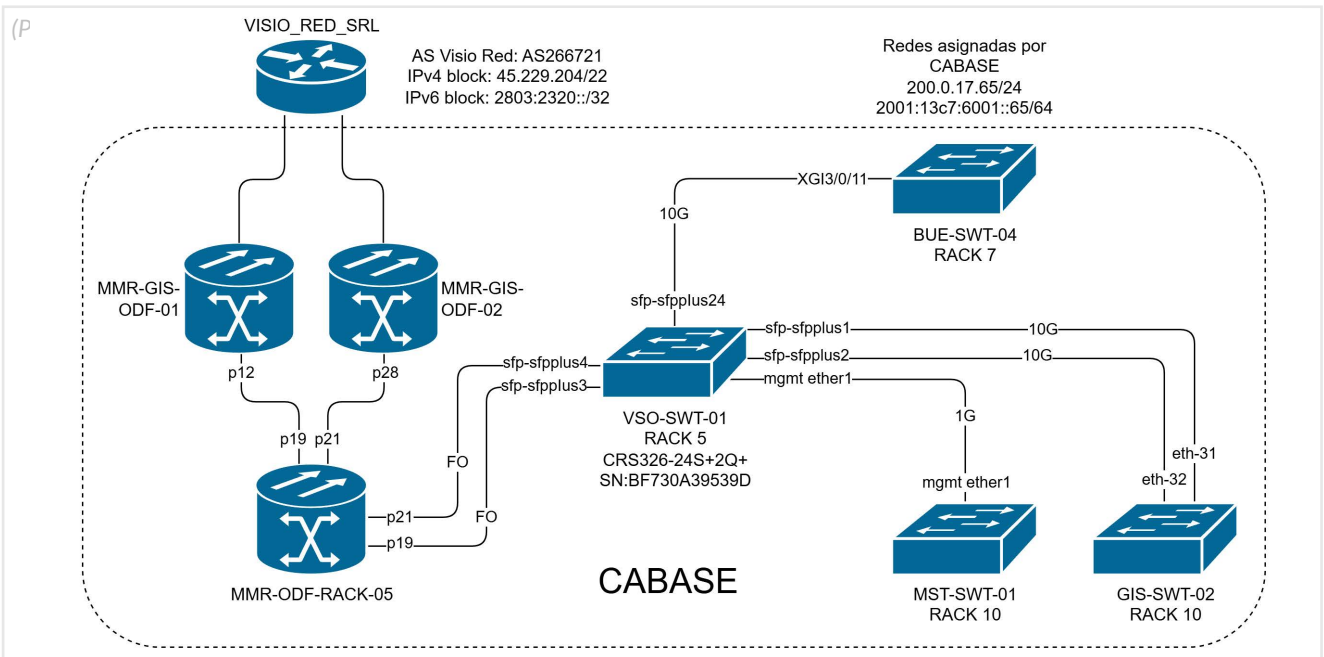 (P
VISIO_RED_SRL
AS Visio Red: AS266721
IPv4 block: 45.229.204/22
IPv6 block: 2803:2320::/32
Redes asignadas por
CABASE
200.0.17.65/24
2001:13c7:6001::65/64
XGI3/0/11
10G
BUE-SWT-04
RACK 7
MMR-GIS-
ODF-01
MMR-GIS-
ODF-02
sfp-sfpplus24
sfp-sfpplus1
10G
sfp-sfpplus2
10G
sfp-sfpplus4
sfp-sfpplus3
mgmt ether1
p12
p28
VSO-SWT-01
RACK 5
CRS326-24S+2Q+
SN:BF730A39539D
1G
p19
p21
FO
eth-31
eth-32
mgmt ether1
p21
FO
p19
MMR-ODF-RACK-05
CABASE
MST-SWT-01
RACK 10
GIS-SWT-02
RACK 10